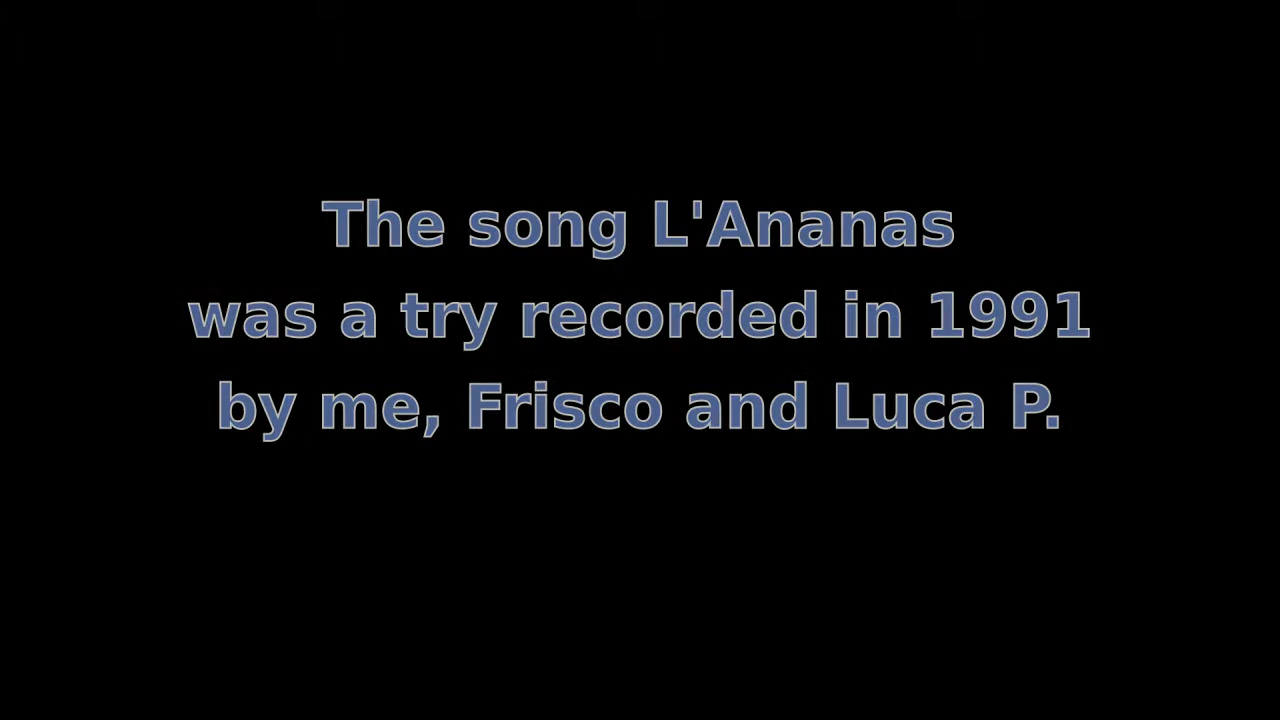 The song L'Ananas
was a try recorded in 1991
by me, Frisco and Luca P.